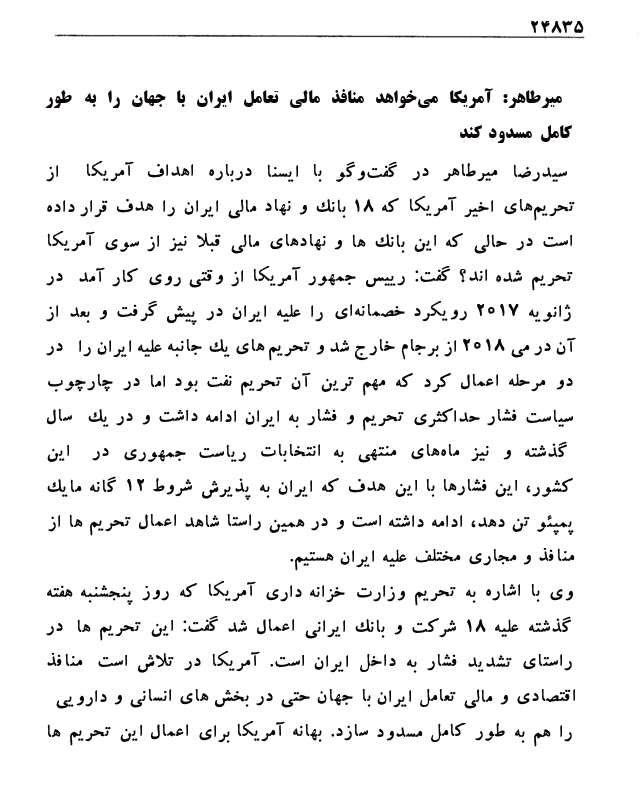 ۲۴۸۳۵
میرطاهر: آمریکا می‌خواهد منافذ مالی تعامل ایران با جهان را به طور
کامل مسدود کند
سیدرضا میرطاهر در گفت‌وگو با ایسنا درباره اهداف آمریکا از
تحریم‌های اخیر آمریکا که ۱۸ بانك و نهاد مالی ایران را هدف قرار داده
است در حالی که این بانك ها و نهادهای مالی قبلا نیز از سوی آمریکا
تحریم شده اند؟ گفت: رییس جمهور آمریکا از وقتی روی کار آمد در
ژانویه ۲۰۱۷ رویکرد خصمانه‌ای را علیه ایران در پیش گرفت و بعد از
آن در می ۲۰۱۸ از برجام خارج شد و تحریم های یك جانبه علیه ایران را در
دو مرحله اعمال کرد که مهم ترین آن تحریم نفت بود اما در چارچوب
سیاست فشار حداکثری تحریم و فشار به ایران ادامه داشت و در یك سال
گذشته و نیز ماه‌های منتهی به انتخابات ریاست جمهوری در این
کشور، این فشارها با این هدف که ایران به پذیرش شروط ۱۲ گانه مایك
پمپئو تن دهد، ادامه داشته است و در همین راستا شاهد اعمال تحریم ها از
منافذ و مجاری مختلف علیه ایران هستیم.
وی با اشاره به تحریم وزارت خزانه داری آمریکا که روز پنجشنبه هفته
گذشته علیه ۱۸ شرکت و بانك ایرانی اعمال شد گفت: این تحریم ها در
راستای تشدید فشار به داخل ایران است. آمریکا در تلاش است منافذ
اقتصادی و مالی تعامل ایران با جهان حتی در بخش های انسانی و دارویی
را هم به طور کامل مسدود سازد. بهانه آمریکا برای اعمال این تحریم ها